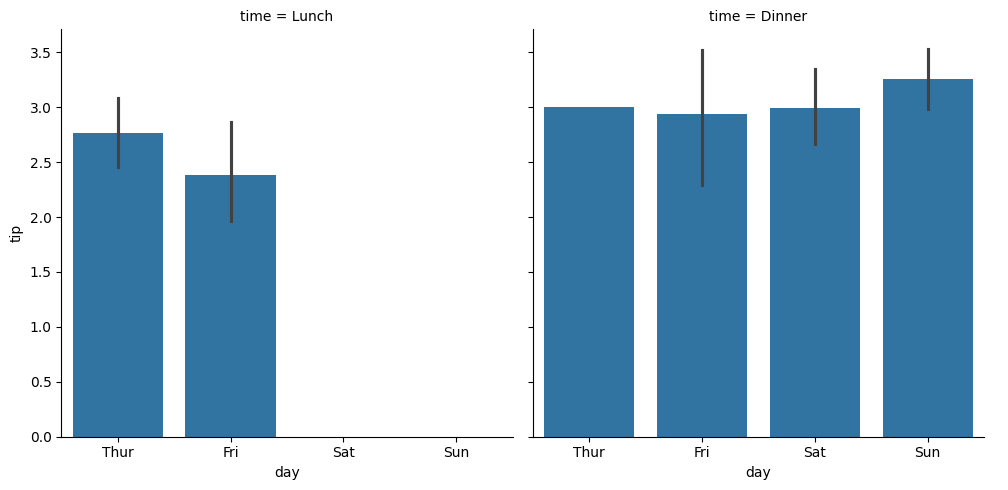 time = Lunch
time = Dinner
tip
3.5
3.0
2.5
2.0
1.5
1.0
0.5
0.0
Thur Fri Sat Sun
day
Thur Fri Sat Sun
day